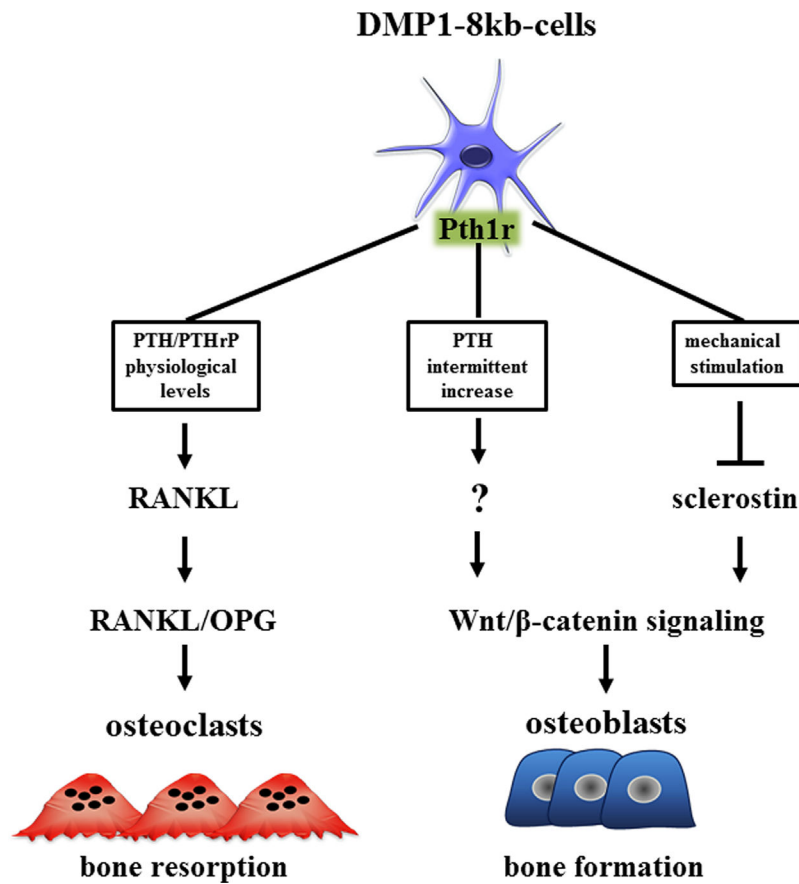 DMP1-8kb-cells
Pth1r
PTH/PTHrP
physiological
levels
PTH
intermittent
increase
mechanical
stimulation
RANKL
?
sclerostin
RANKL/OPG
Wnt/β-catenin signaling
osteoclasts
osteoblasts
bone resorption
bone formation